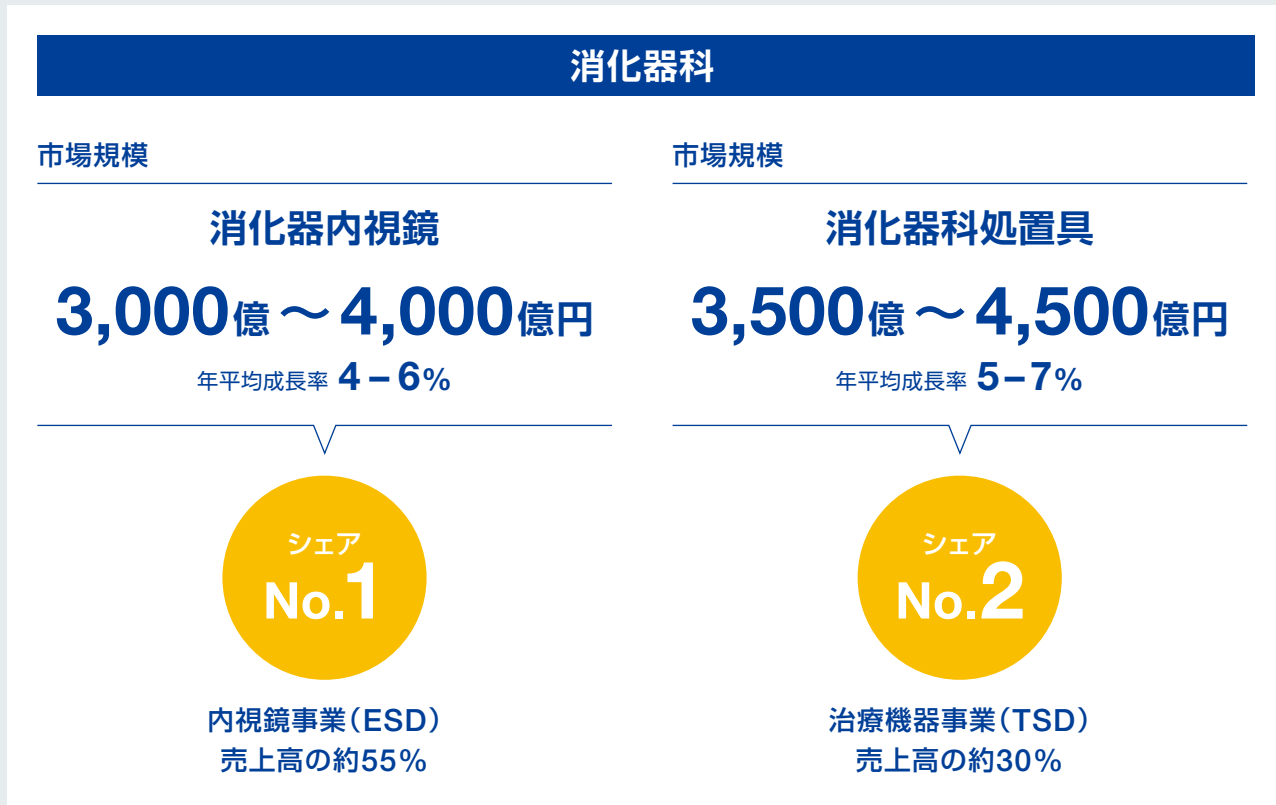 消化器科
市場規模
消化器内視鏡
3,000億～4,000億円
年平均成長率 4–6%
シェア
No.1
内視鏡事業（ESD）
売上高の約55%
市場規模
消化器科処置具
3,500億～4,500億円
年平均成長率 5–7%
シェア
No.2
治療機器事業（TSD）
売上高の約30%